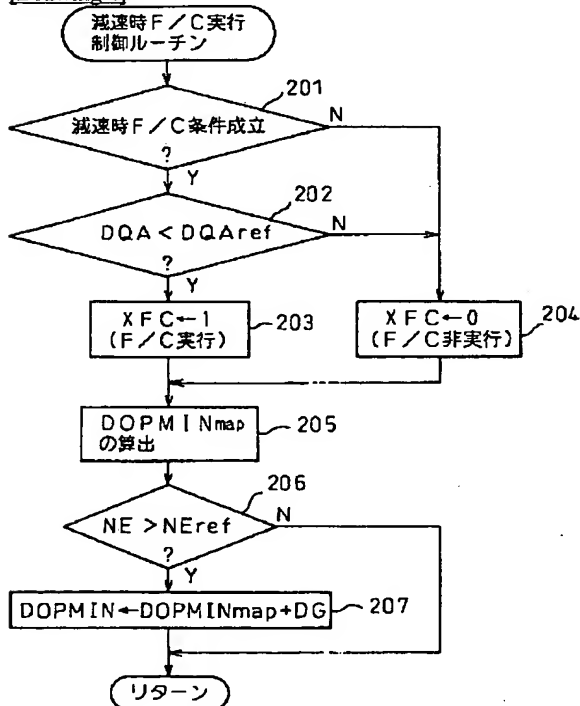 減速時F/C実行
制御ルーチン
201
減速時F/C条件成立
?
N
Y
202
DQA<DQAref
?
N
Y
XFC←1
(F/C実行)
203
XFC←0
(F/C非実行)
204
DOPMINmap
の算出
205
206
NE>NEref
?
N
Y
DOPMIN←DOPMINmap+DG
207
リターン